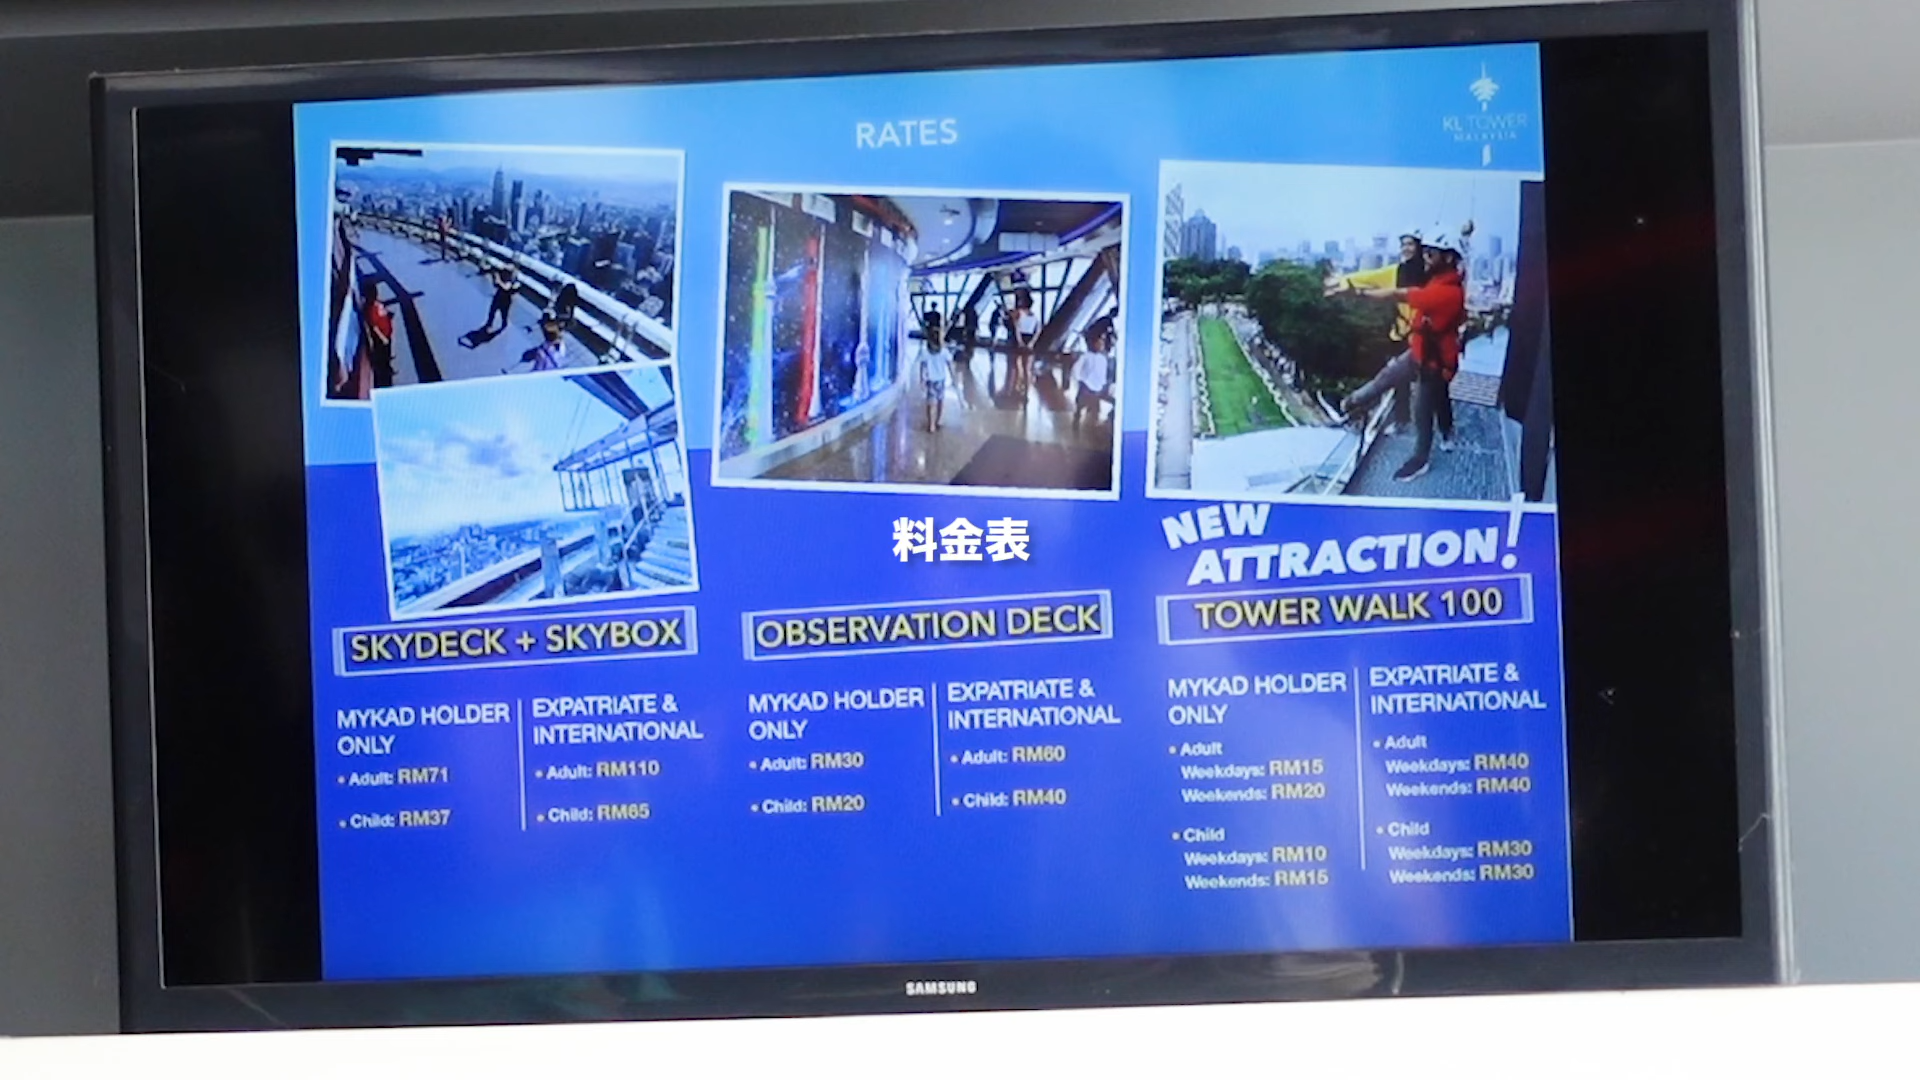 RATES
KL TOWER
MALAYSIA
料金表
SKYDECK + SKYBOX
MYKAD HOLDER
ONLY
• Adult: RM71
• Child: RM37
EXPATRIATE &
INTERNATIONAL
• Adult: RM110
• Child: RM65
OBSERVATION DECK
MYKAD HOLDER
ONLY
• Adult: RM30
• Child: RM20
EXPATRIATE &
INTERNATIONAL
• Adult: RM60
• Child: RM40
NEW
ATTRACTION!
TOWER WALK 100
MYKAD HOLDER
ONLY
• Adult
Weekdays: RM15
Weekends: RM20
• Child
Weekdays: RM10
Weekends: RM15
EXPATRIATE &
INTERNATIONAL
• Adult
Weekdays: RM40
Weekends: RM40
• Child
Weekdays: RM30
Weekends: RM30
SAMSUNG